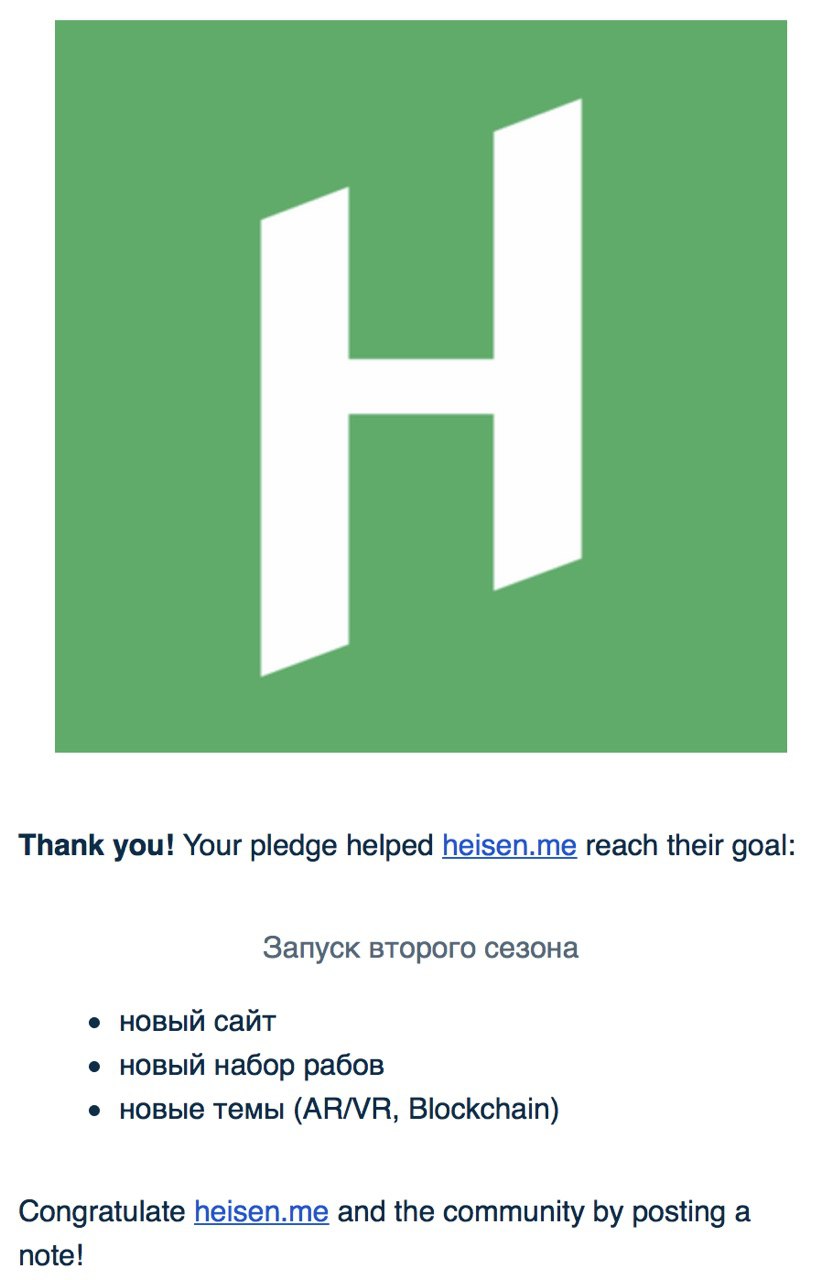 H
Thank you! Your pledge helped heisen.me reach their goal:
Запуск второго сезона
новый сайт
новый набор рабов
новые темы (AR/VR, Blockchain)
Congratulate heisen.me and the community by posting a
note!